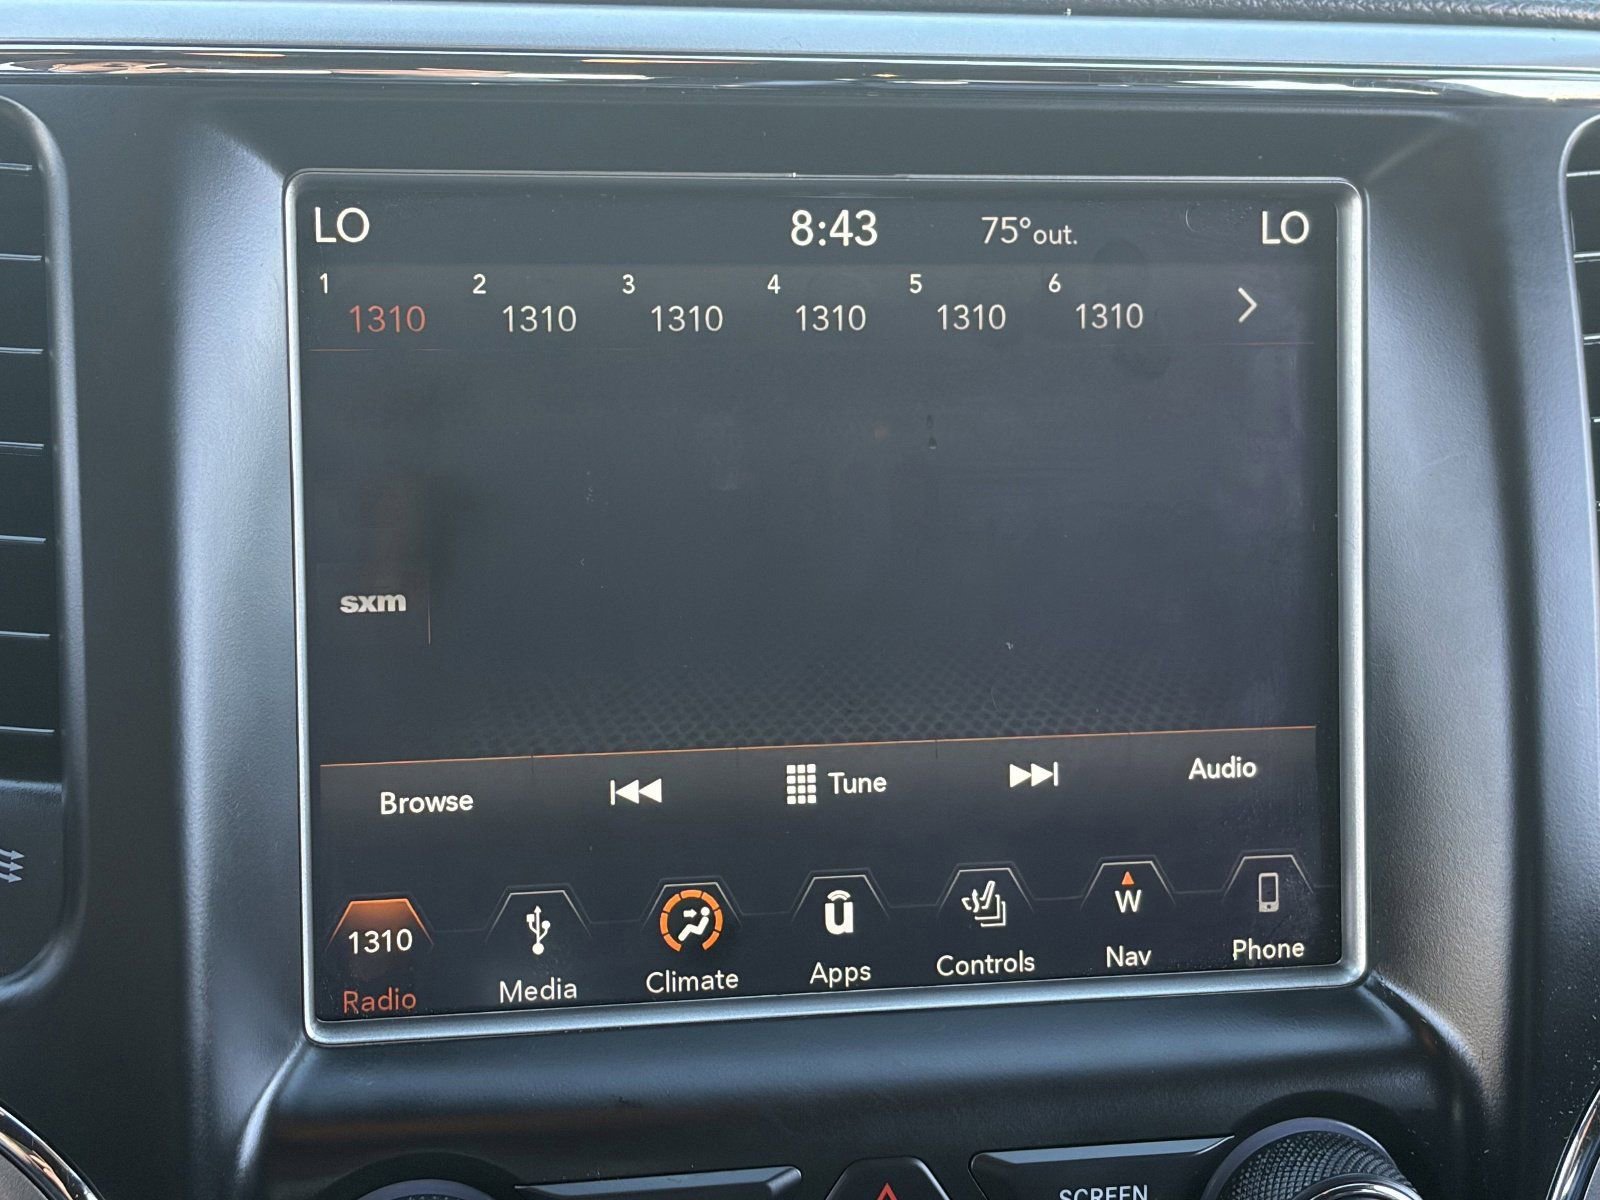 LO 8:43 75°out. LO
1 2 3 4 5 6
1310 1310 1310 1310 1310 1310
sxm
Browse Tune Audio
1310 W
Radio Media Climate Apps Controls Nav Phone
SCREEN